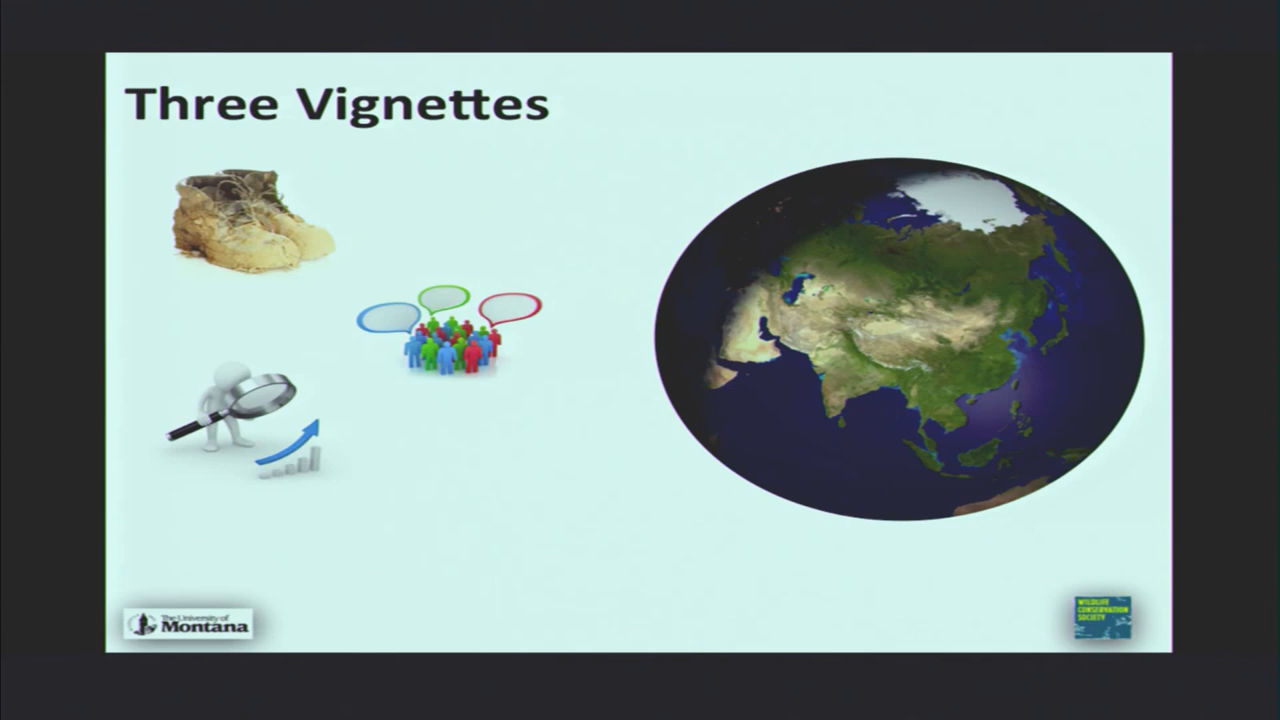 Three Vignettes
The University of
Montana
WILDLIFE
CONSERVATION
SOCIETY